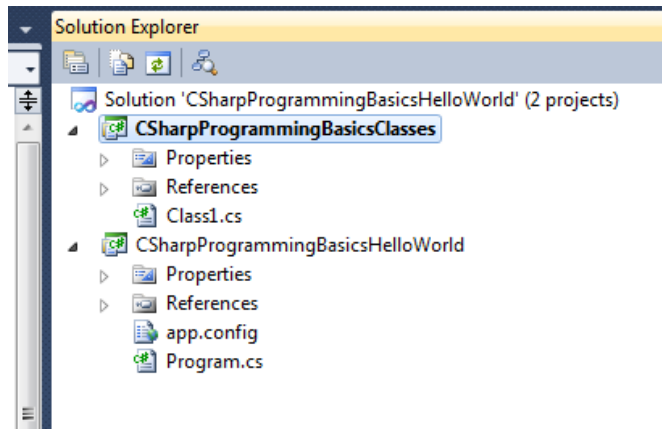 Solution Explorer
Solution 'CSharpProgrammingBasicsHelloWorld' (2 projects)
CSharpProgrammingBasicsClasses
Properties
References
Class1.cs
CSharpProgrammingBasicsHelloWorld
Properties
References
app.config
Program.cs